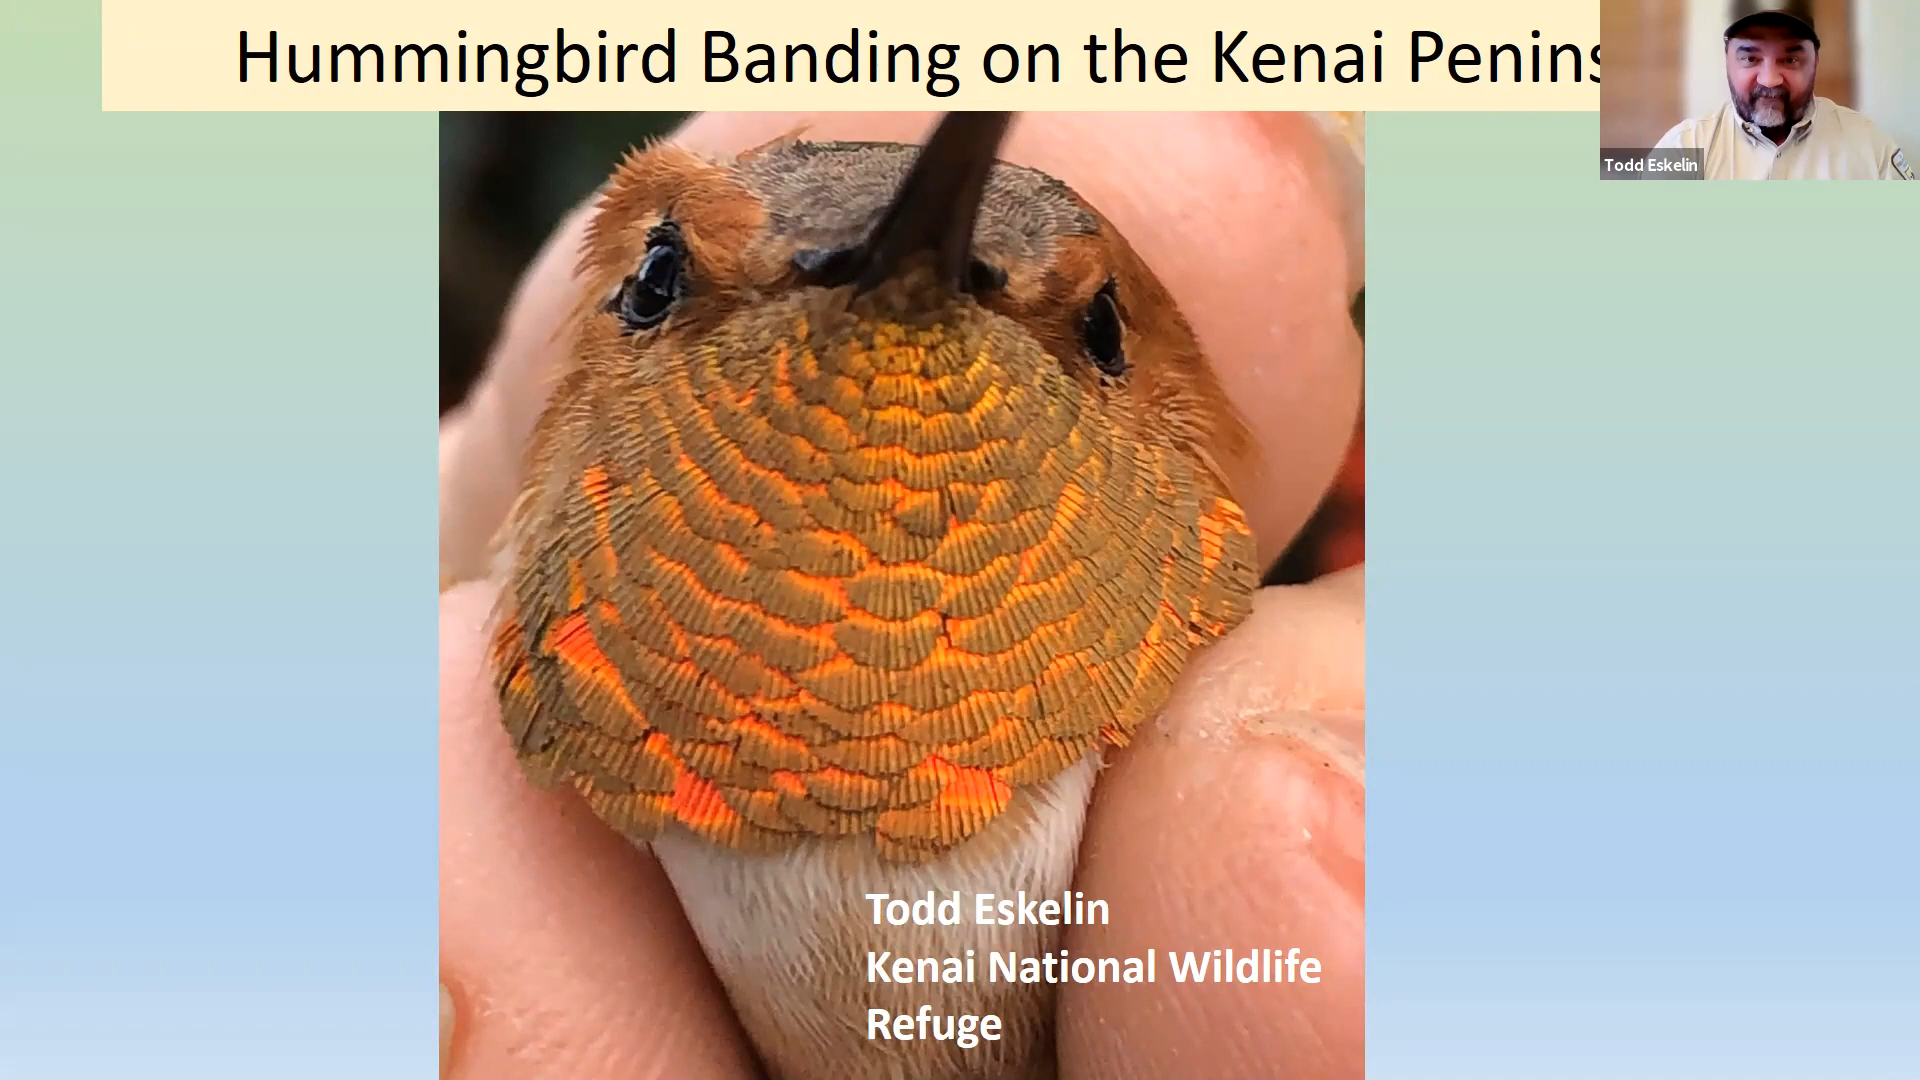 Hummingbird Banding on the Kenai Penins
Todd Eskelin
Todd Eskelin
Kenai National Wildlife
Refuge